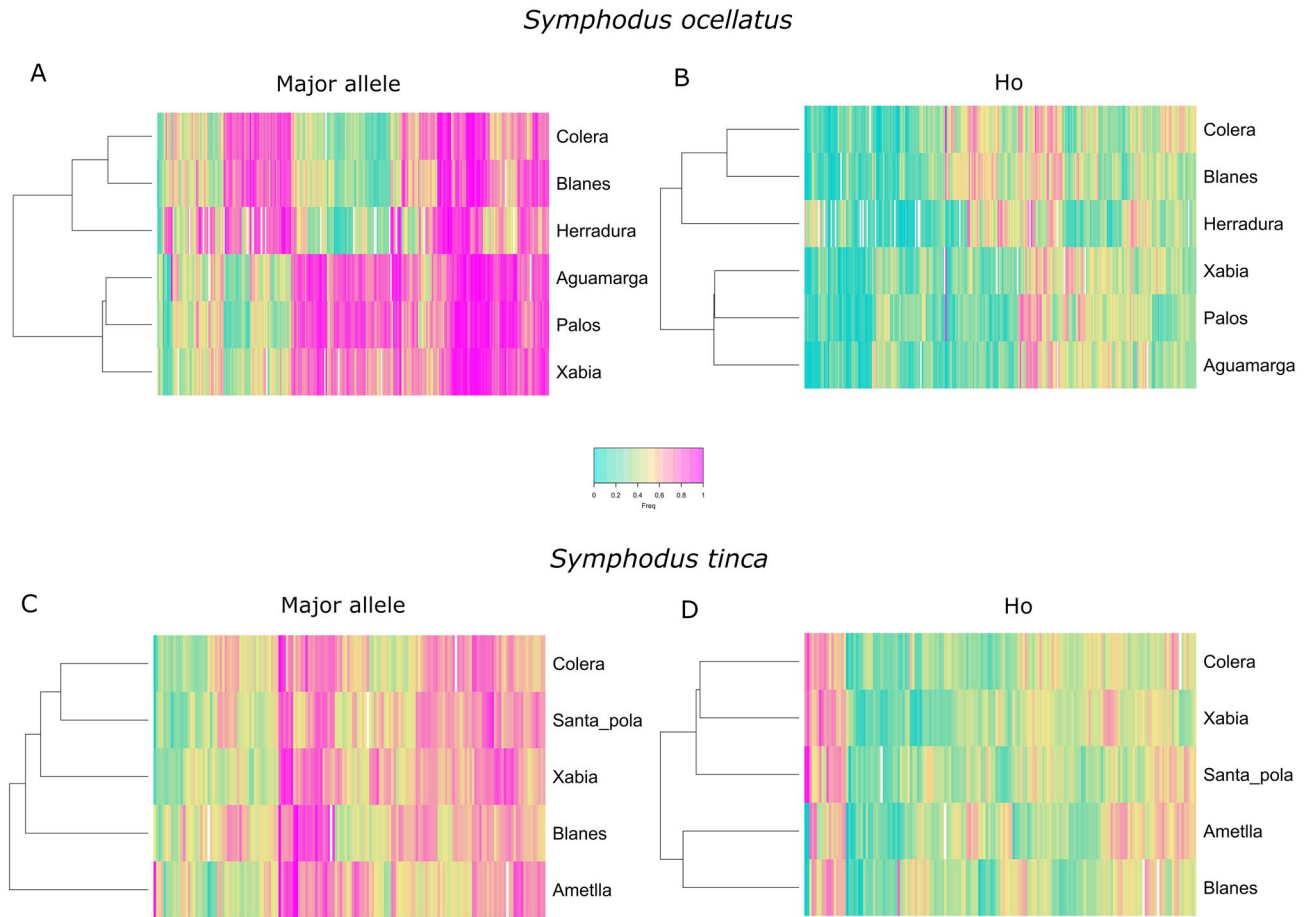 Symphodus ocellatus
A
Major allele
Colera
Blanes
Herradura
Aguamarga
Palos
Xabia
B
Ho
Colera
Blanes
Herradura
Xabia
Palos
Aguamarga
0 0.2 0.4 0.6 0.8 1
Freq
Symphodus tinca
C
Major allele
Colera
Santa_pola
Xabia
Blanes
Ametlla
D
Ho
Colera
Xabia
Santa_pola
Ametlla
Blanes